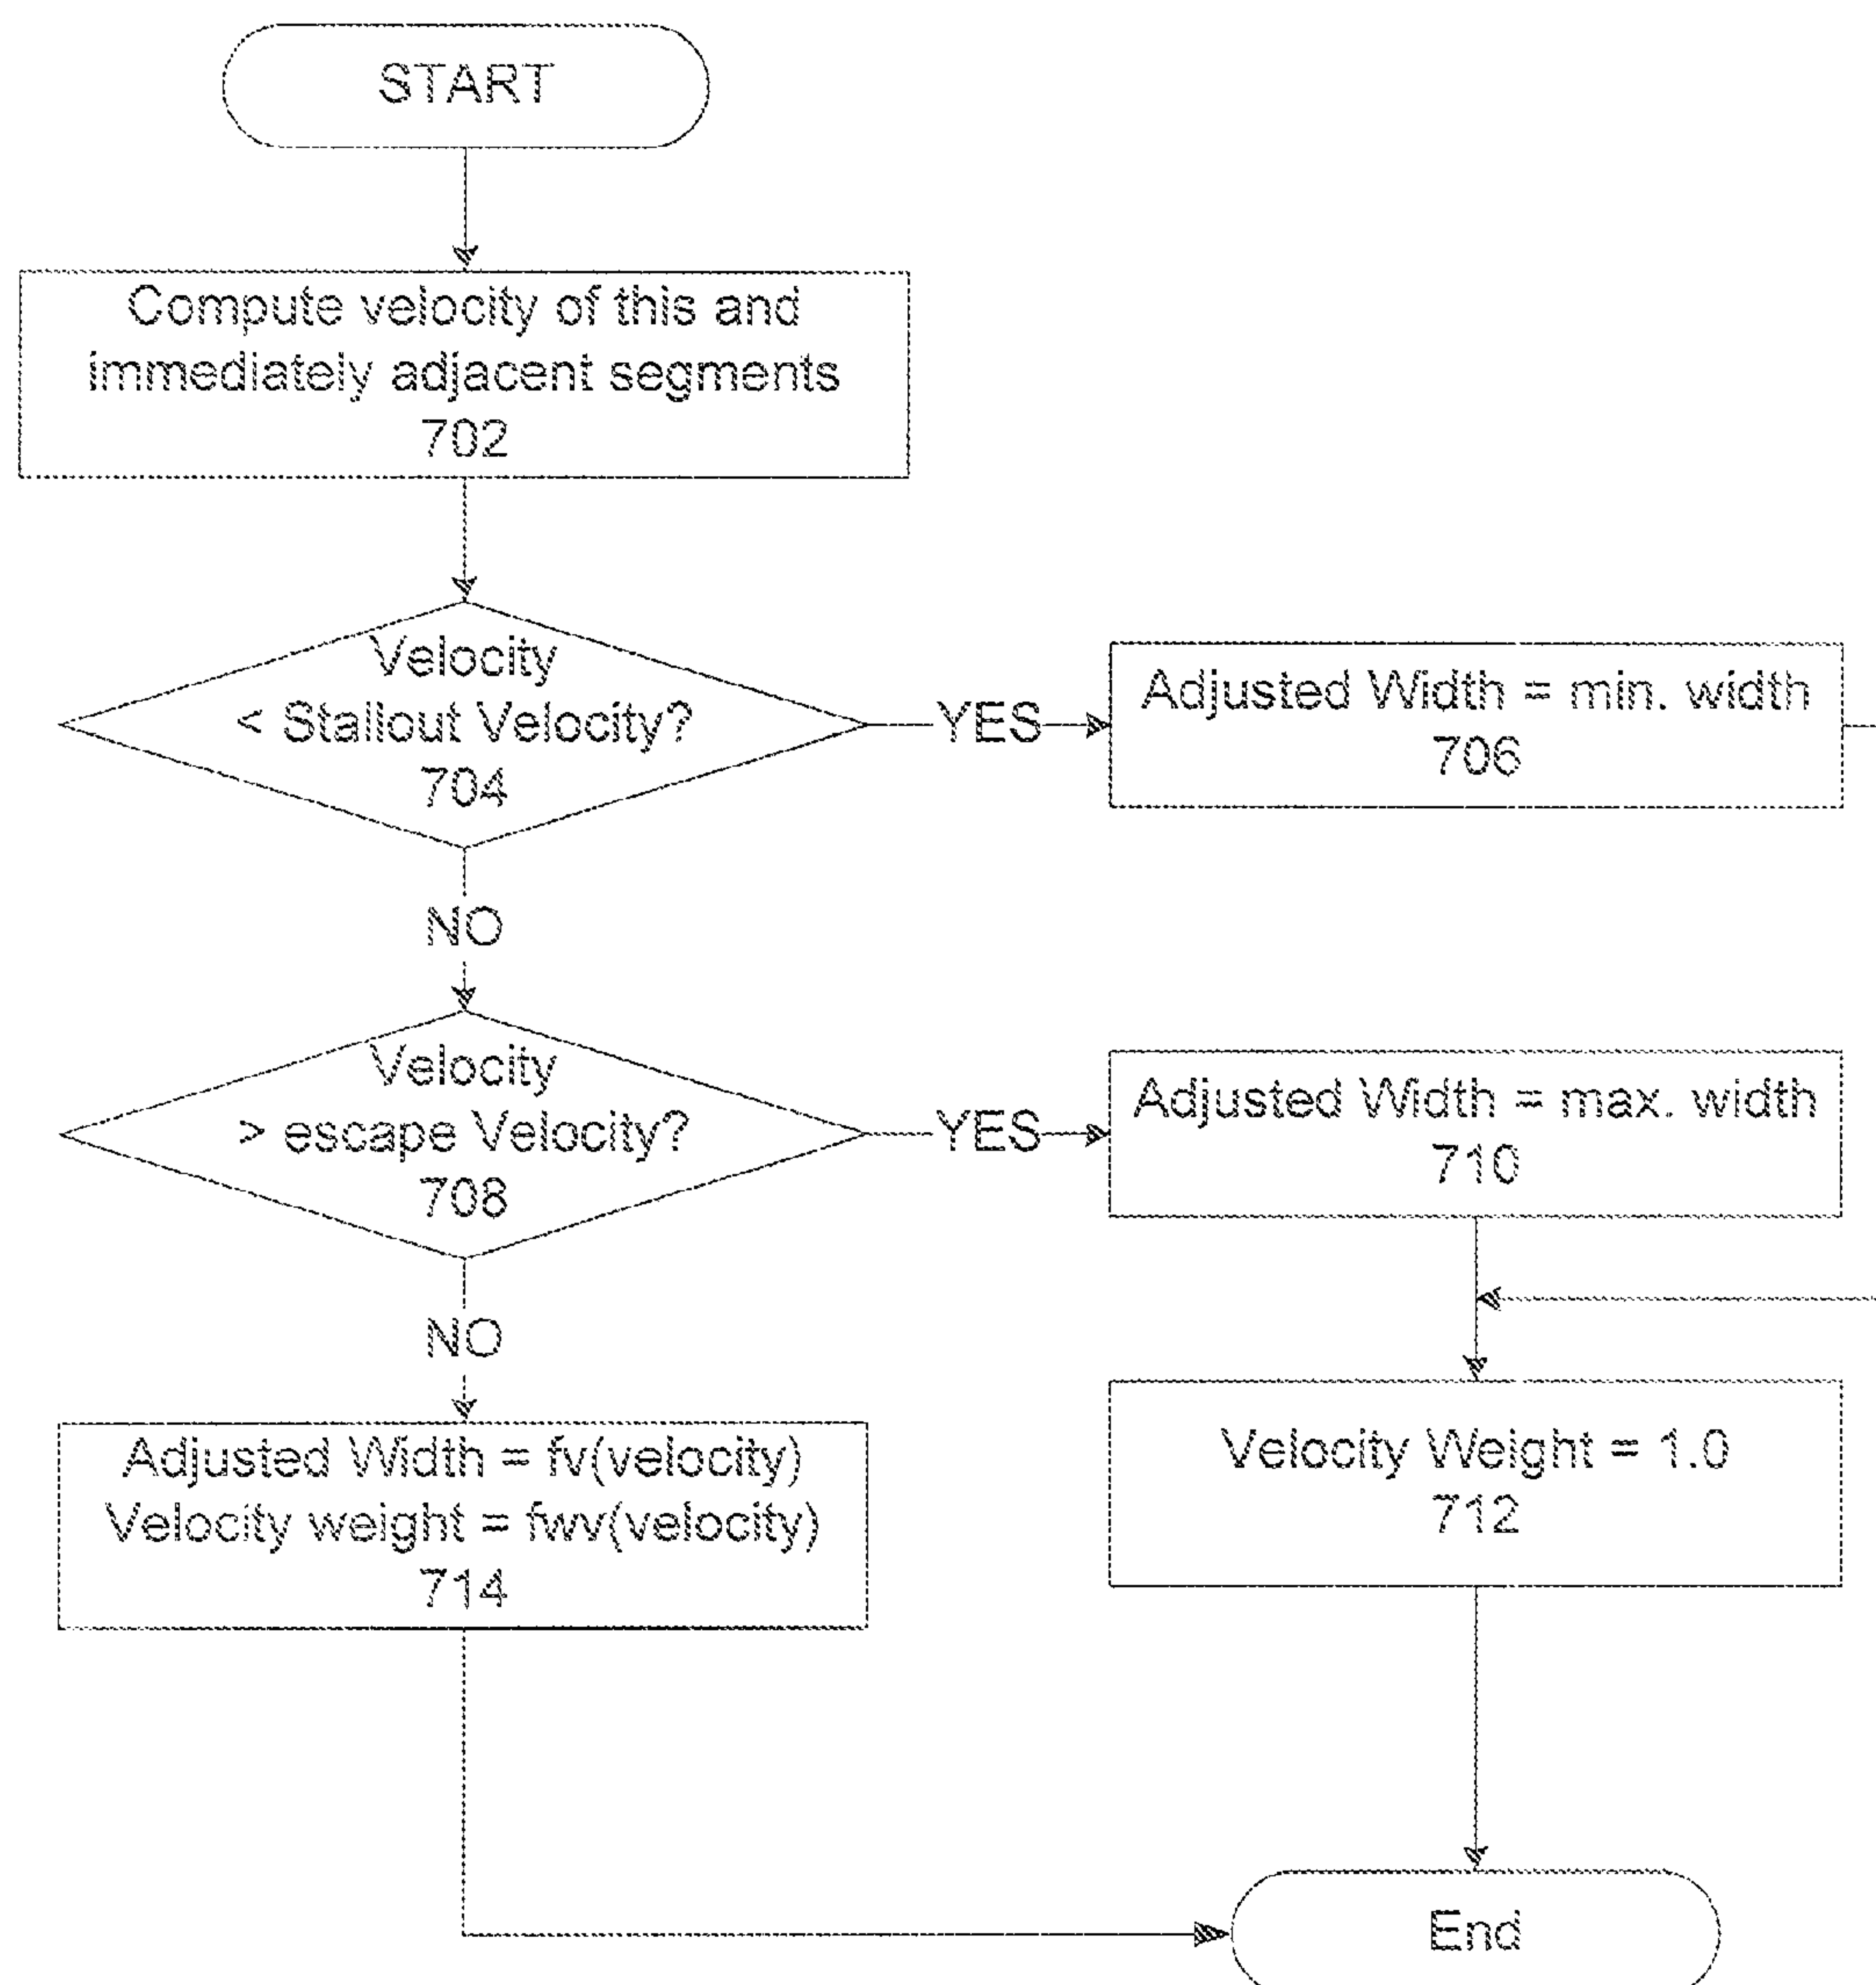 START
Compute velocity of this and
immediately adjacent segments
702
Velocity
< Stallout Velocity?
704
YES
Adjusted Width = min. width
706
NO
Velocity
> escape Velocity?
708
YES
Adjusted Width = max. width
710
NO
Adjusted Width = fv(velocity)
Velocity weight = fwv(velocity)
714
Velocity Weight = 1.0
712
End